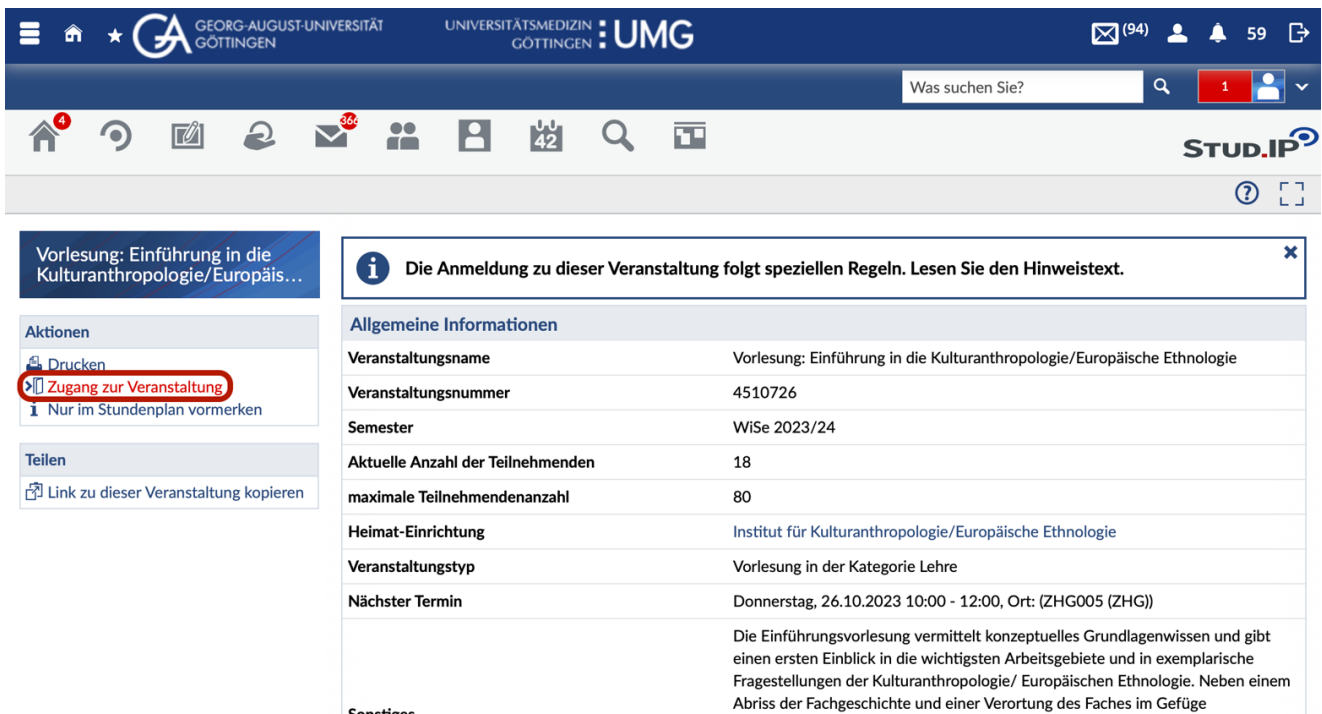 GEORG-AUGUST-UNIVERSITÄT
GÖTTINGEN
UNIVERSITÄTSMEDIZIN
GÖTTINGEN
UMG
(94)
59
Was suchen Sie?
1
4
366
42
STUD.IP
Vorlesung: Einführung in die
Kulturanthropologie/Europäis...
Aktionen
Drucken
Zugang zur Veranstaltung
Nur im Stundenplan vormerken
Teilen
Link zu dieser Veranstaltung kopieren
Die Anmeldung zu dieser Veranstaltung folgt speziellen Regeln. Lesen Sie den Hinweistext.
Allgemeine Informationen
Veranstaltungsname Vorlesung: Einführung in die Kulturanthropologie/Europäische Ethnologie
Veranstaltungsnummer 4510726
Semester WiSe 2023/24
Aktuelle Anzahl der Teilnehmenden 18
maximale Teilnehmendenanzahl 80
Heimat-Einrichtung Institut für Kulturanthropologie/Europäische Ethnologie
Veranstaltungstyp Vorlesung in der Kategorie Lehre
Nächster Termin Donnerstag, 26.10.2023 10:00 - 12:00, Ort: (ZHG005 (ZHG))
Die Einführungsvorlesung vermittelt konzeptuelles Grundlagenwissen und gibt
einen ersten Einblick in die wichtigsten Arbeitsgebiete und in exemplarische
Fragestellungen der Kulturanthropologie/ Europäischen Ethnologie. Neben einem
Abriss der Fachgeschichte und einer Verortung des Faches im Gefüge
Sonstiges